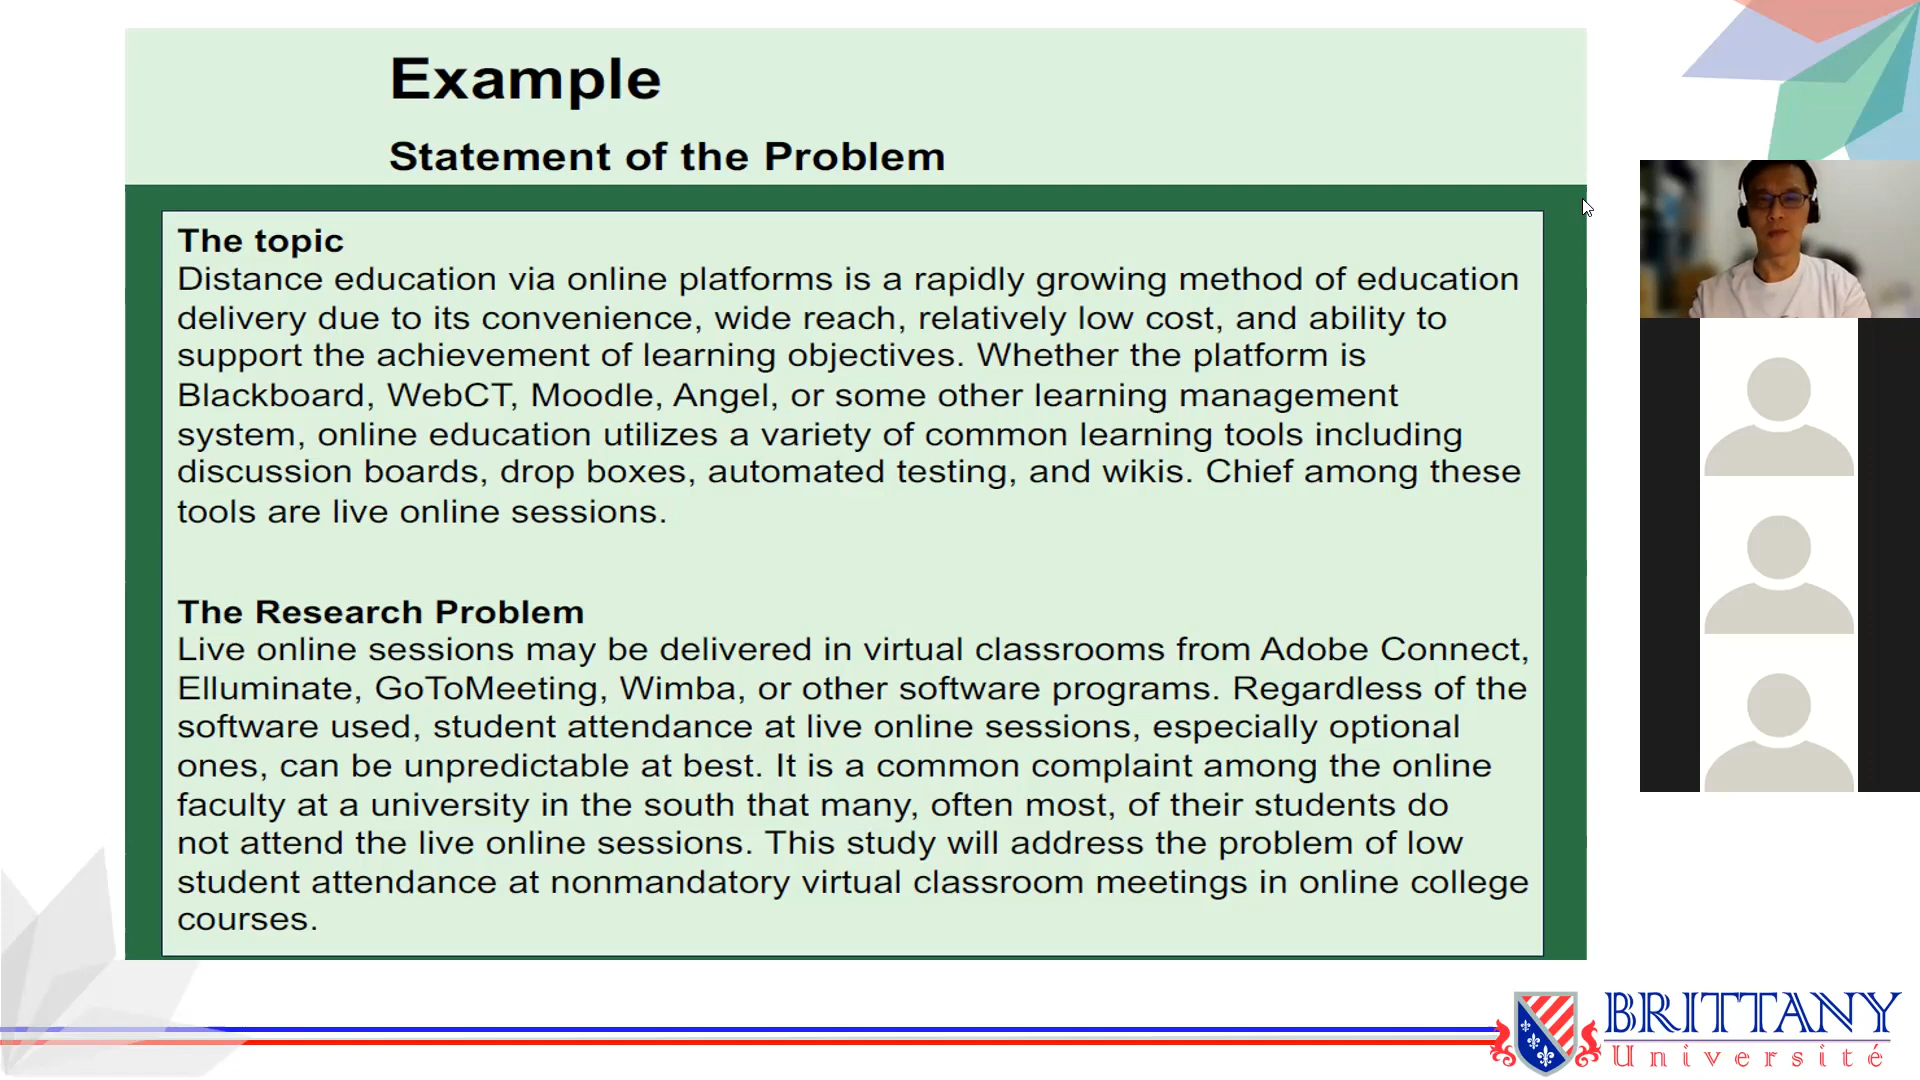 Example
Statement of the Problem
The topic
Distance education via online platforms is a rapidly growing method of education
delivery due to its convenience, wide reach, relatively low cost, and ability to
support the achievement of learning objectives. Whether the platform is
Blackboard, WebCT, Moodle, Angel, or some other learning management
system, online education utilizes a variety of common learning tools including
discussion boards, drop boxes, automated testing, and wikis. Chief among these
tools are live online sessions.
The Research Problem
Live online sessions may be delivered in virtual classrooms from Adobe Connect,
Elluminate, GoToMeeting, Wimba, or other software programs. Regardless of the
software used, student attendance at live online sessions, especially optional
ones, can be unpredictable at best. It is a common complaint among the online
faculty at a university in the south that many, often most, of their students do
not attend the live online sessions. This study will address the problem of low
student attendance at nonmandatory virtual classroom meetings in online college
courses.
BRITTANY
Université